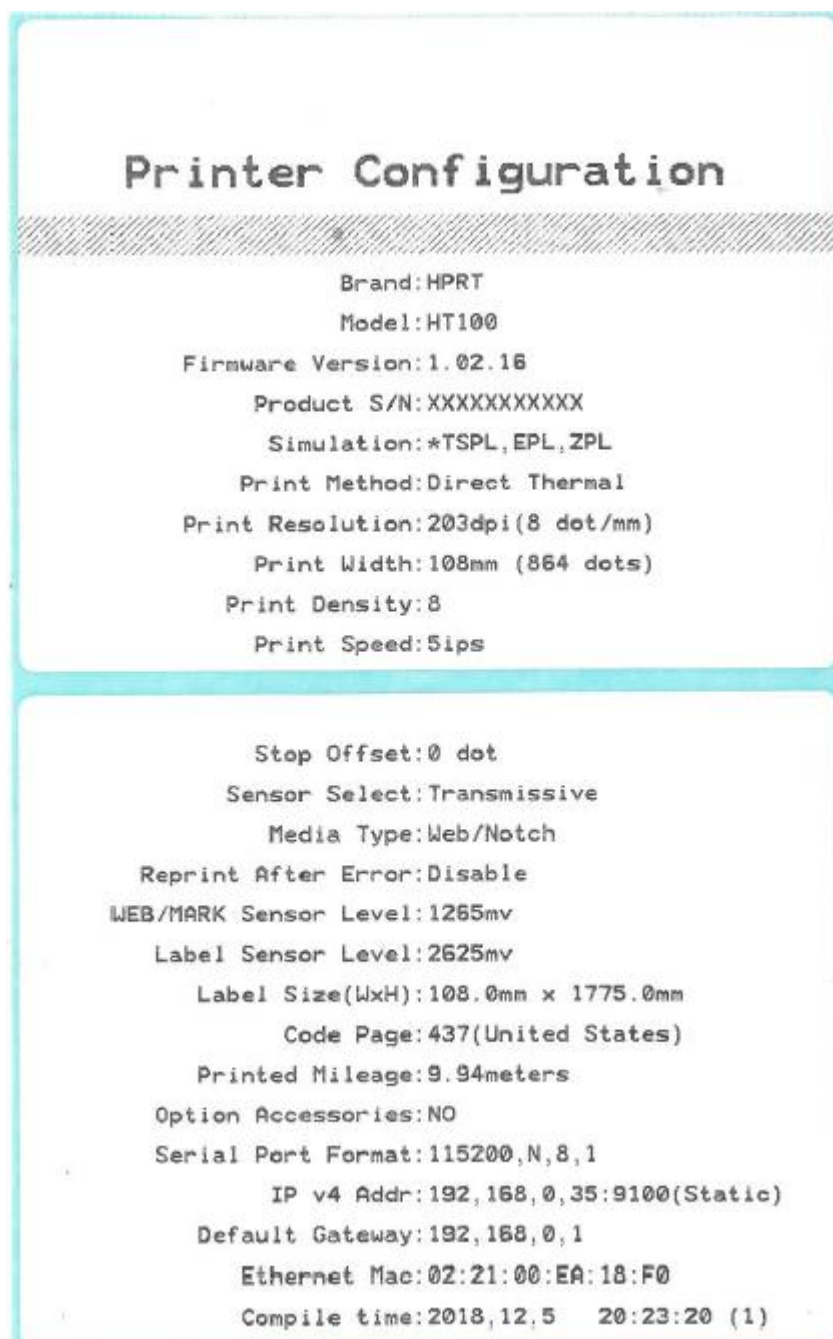 Printer Configuration
Brand:HPRT
Model:HT100
Firmware Version:1.02.16
Product S/N:XXXXXXXXXXX
Simulation:*TSPL,EPL,ZPL
Print Method:Direct Thermal
Print Resolution:203dpi(8 dot/mm)
Print Width:108mm (864 dots)
Print Density:8
Print Speed:5ips
Stop Offset:0 dot
Sensor Select:Transmissive
Media Type:Web/Notch
Reprint After Error:Disable
WEB/MARK Sensor Level:1265mv
Label Sensor Level:2625mv
Label Size(WxH):108.0mm x 1775.0mm
Code Page:437(United States)
Printed Mileage:9.94meters
Option Accessories:NO
Serial Port Format:115200,N,8,1
IP v4 Addr:192,168,0,35:9100(Static)
Default Gateway:192,168,0,1
Ethernet Mac:02:21:00:EA:18:F0
Compile time:2018,12,5 20:23:20 (1)